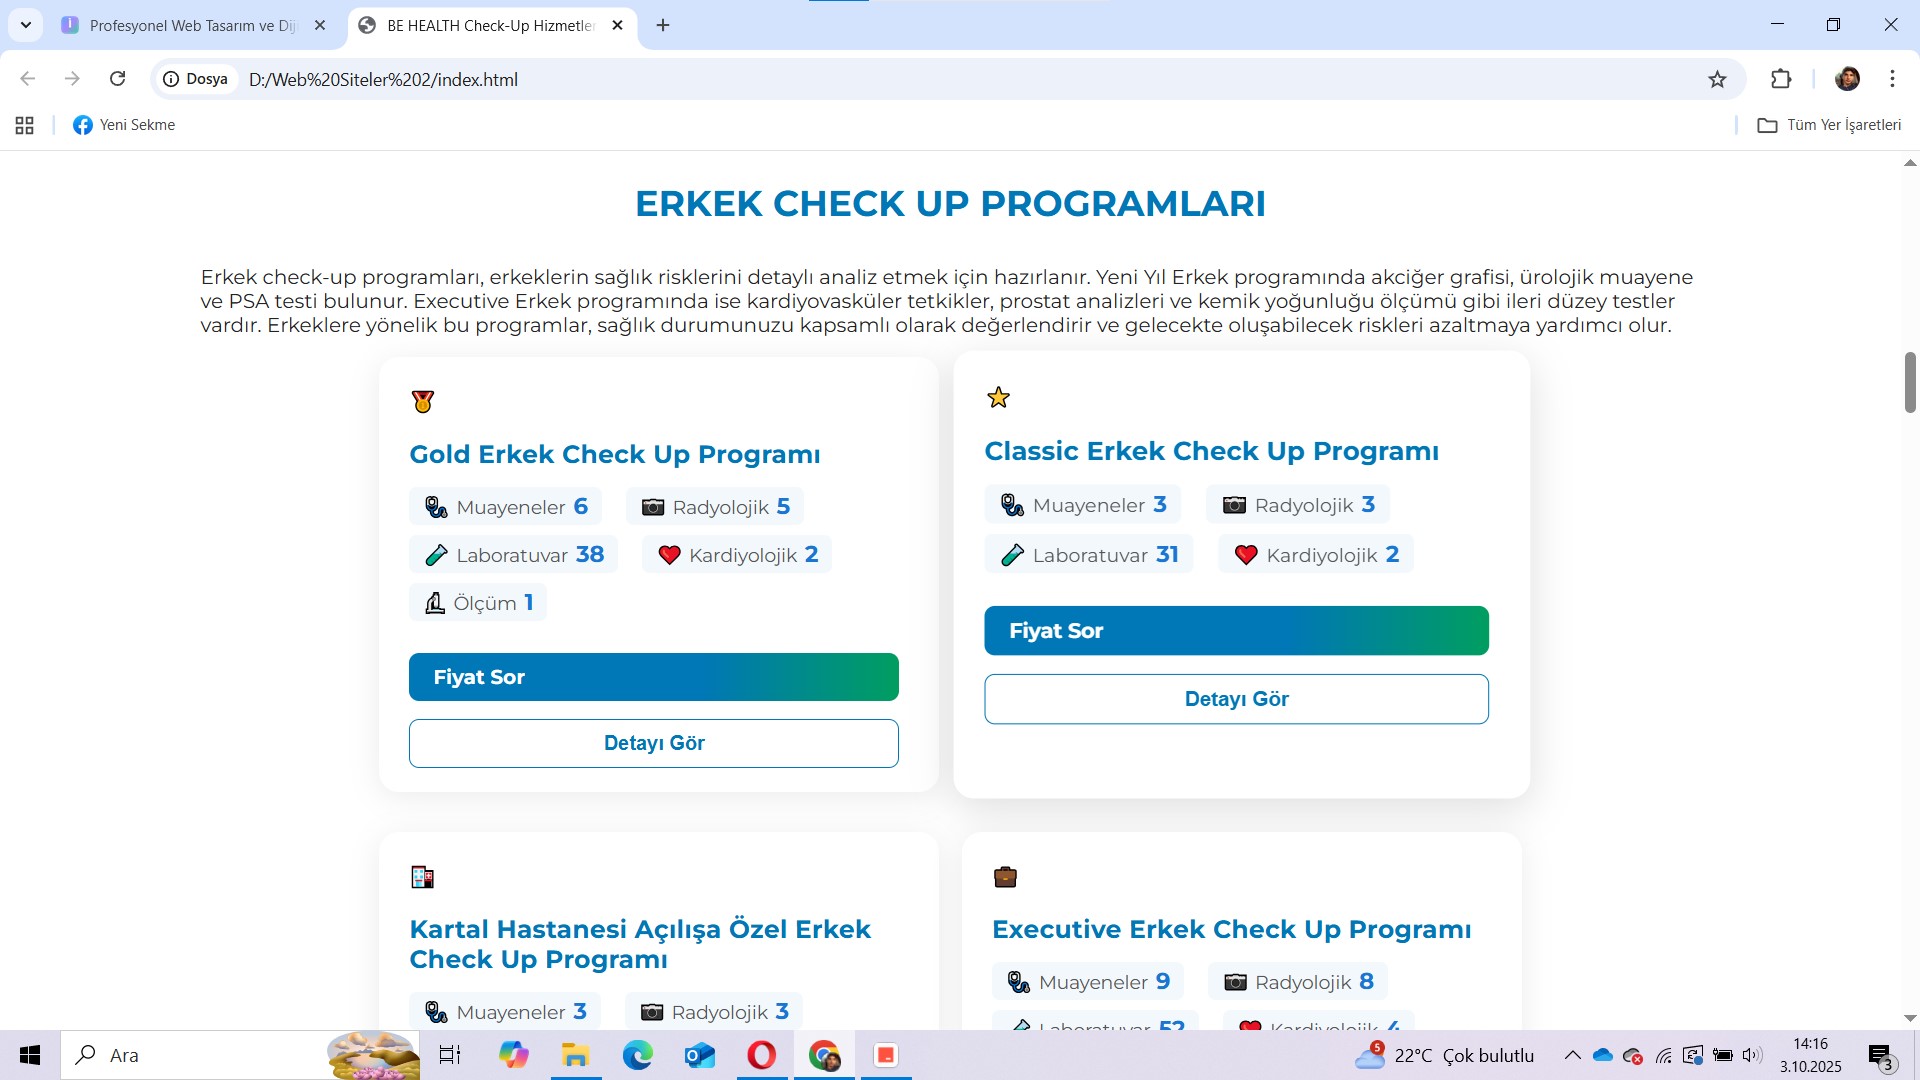 Profesyonel Web Tasarım ve Dij
BE HEALTH Check-Up Hizmetler
Dosya
D:/Web%20Siteler%202/index.html
Yeni Sekme
Tüm Yer İşaretleri
ERKEK CHECK UP PROGRAMLARI
Erkek check-up programları, erkeklerin sağlık risklerini detaylı analiz etmek için hazırlanır. Yeni Yıl Erkek programında akciğer grafisi, ürolojik muayene
ve PSA testi bulunur. Executive Erkek programında ise kardiyovasküler tetkikler, prostat analizleri ve kemik yoğunluğu ölçümü gibi ileri düzey testler
vardır. Erkeklere yönelik bu programlar, sağlık durumunuzu kapsamlı olarak değerlendirir ve gelecekte oluşabilecek riskleri azaltmaya yardımcı olur.
Gold Erkek Check Up Programı
Muayeneler 6
Radyolojik 5
Laboratuvar 38
Kardiyolojik 2
Ölçüm 1
Fiyat Sor
Detayı Gör
Classic Erkek Check Up Programı
Muayeneler 3
Radyolojik 3
Laboratuvar 31
Kardiyolojik 2
Fiyat Sor
Detayı Gör
Kartal Hastanesi Açılışa Özel Erkek
Check Up Programı
Muayeneler 3
Radyolojik 3
Executive Erkek Check Up Programı
Muayeneler 9
Radyolojik 8
Laboratuvar 52
Kardiyolojik 4
Ara
5
22°C Çok bulutlu
14:16
3.10.2025
3